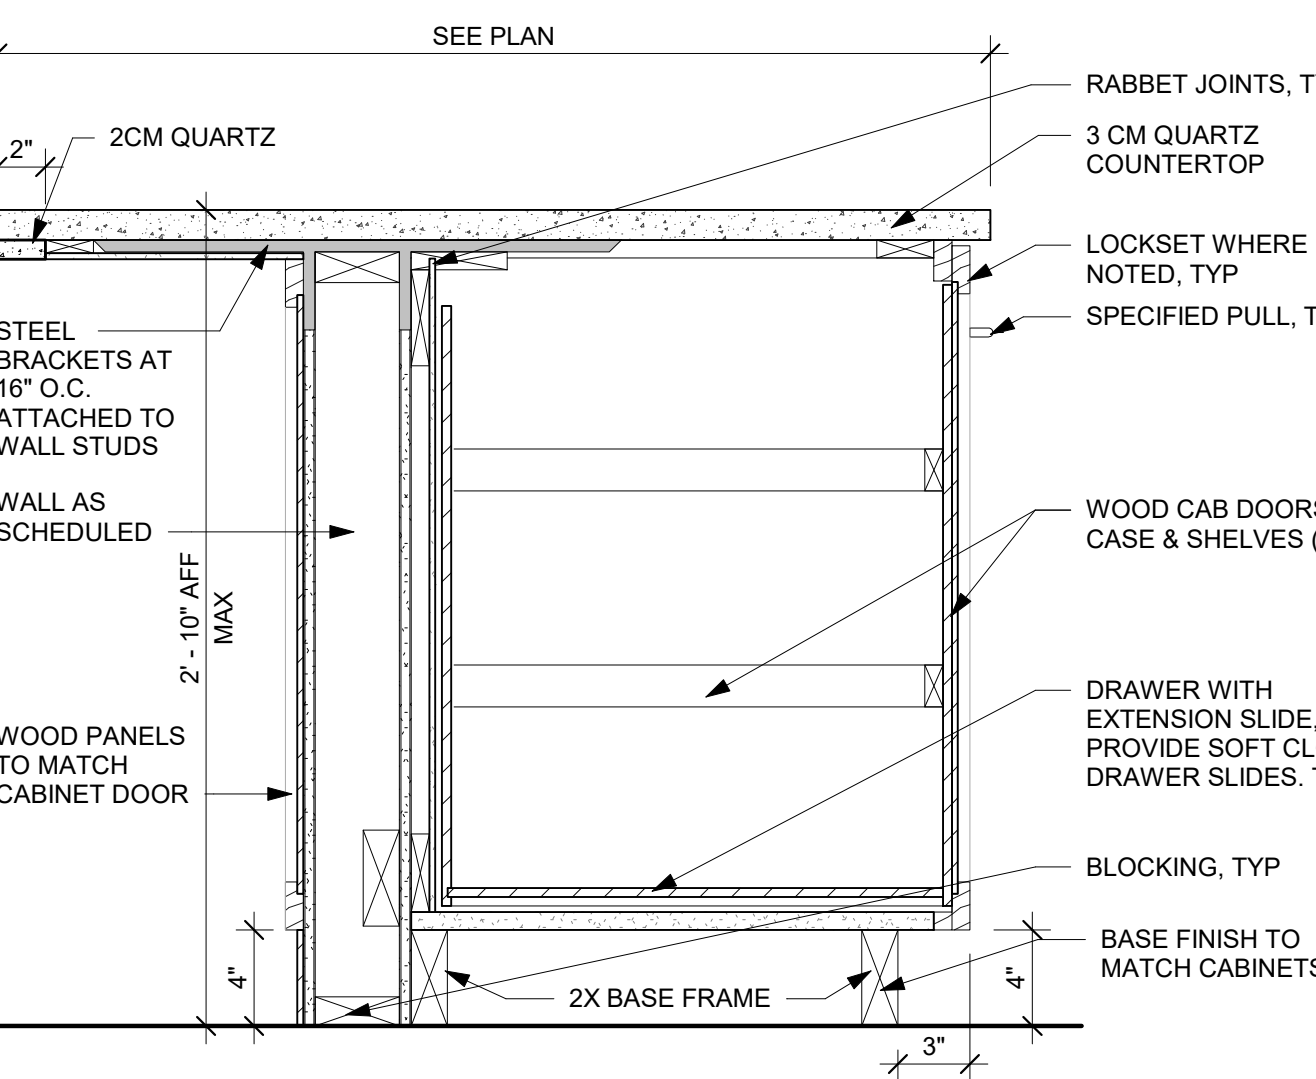 SEE PLAN
RABBET JOINTS, T
2CM QUARTZ
2"
3 CM QUARTZ
COUNTERTOP
LOCKSET WHERE
NOTED, TYP
SPECIFIED PULL, T
STEEL
BRACKETS AT
16" O.C.
ATTACHED TO
WALL STUDS
WALL AS
SCHEDULED
WOOD CAB DOORS
CASE & SHELVES (
2' - 10" AFF
MAX
DRAWER WITH
EXTENSION SLIDE,
PROVIDE SOFT CL
DRAWER SLIDES. T
WOOD PANELS
TO MATCH
CABINET DOOR
BLOCKING, TYP
BASE FINISH TO
MATCH CABINETS
4"
2X BASE FRAME
4"
3"